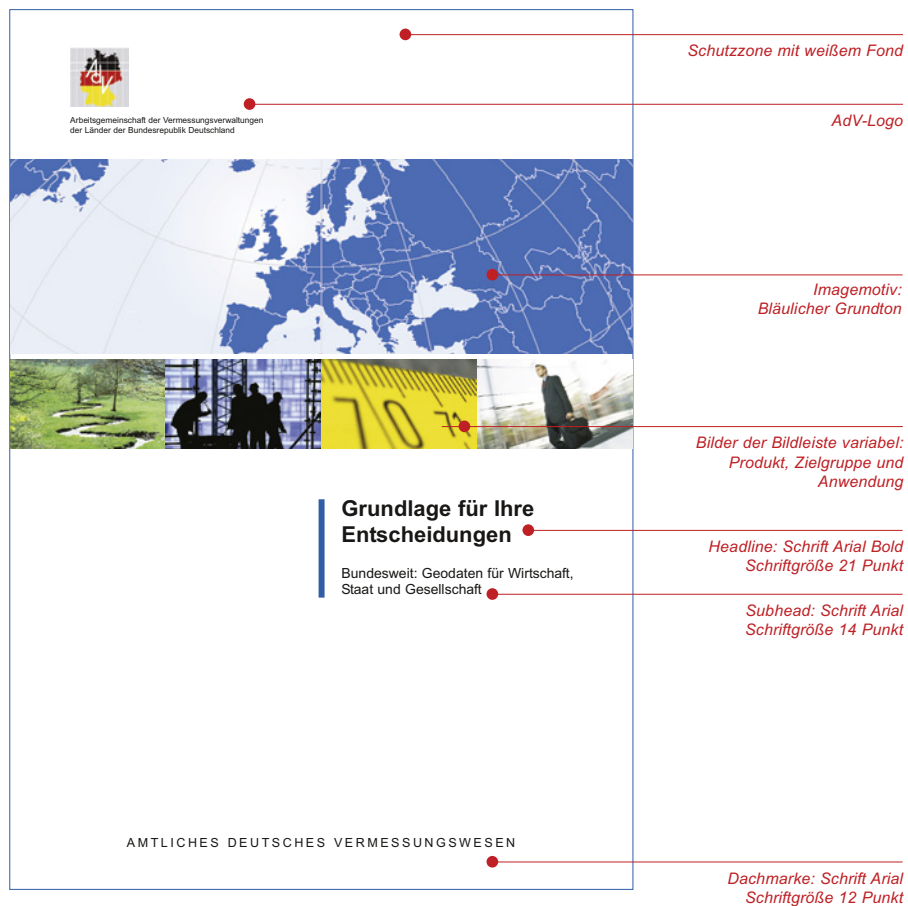 Schutzzone mit weißem Fond
AdV
Arbeitsgemeinschaft der Vermessungsverwaltungen
der Länder der Bundesrepublik Deutschland
AdV-Logo
Imagemotiv:
Bläulicher Grundton
70 71
Bilder der Bildleiste variabel:
Produkt, Zielgruppe und
Anwendung
Grundlage für Ihre
Entscheidungen
Headline: Schrift Arial Bold
Schriftgröße 21 Punkt
Bundesweit: Geodaten für Wirtschaft,
Staat und Gesellschaft
Subhead: Schrift Arial
Schriftgröße 14 Punkt
AMTLICHES DEUTSCHES VERMESSUNGSWESEN
Dachmarke: Schrift Arial
Schriftgröße 12 Punkt